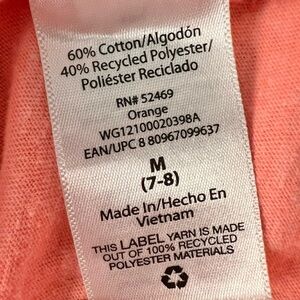 60% Cotton/Algodón
40% Recycled Polyester/
Poliéster Reciclado
RN# 52469
Orange
WG12100020398A
EAN/UPC 8 80967099637
M
(7-8)
Made In/Hecho En
Vietnam
THIS LABEL YARN IS MADE
OUT OF 100% RECYCLED
POLYESTER MATERIALS